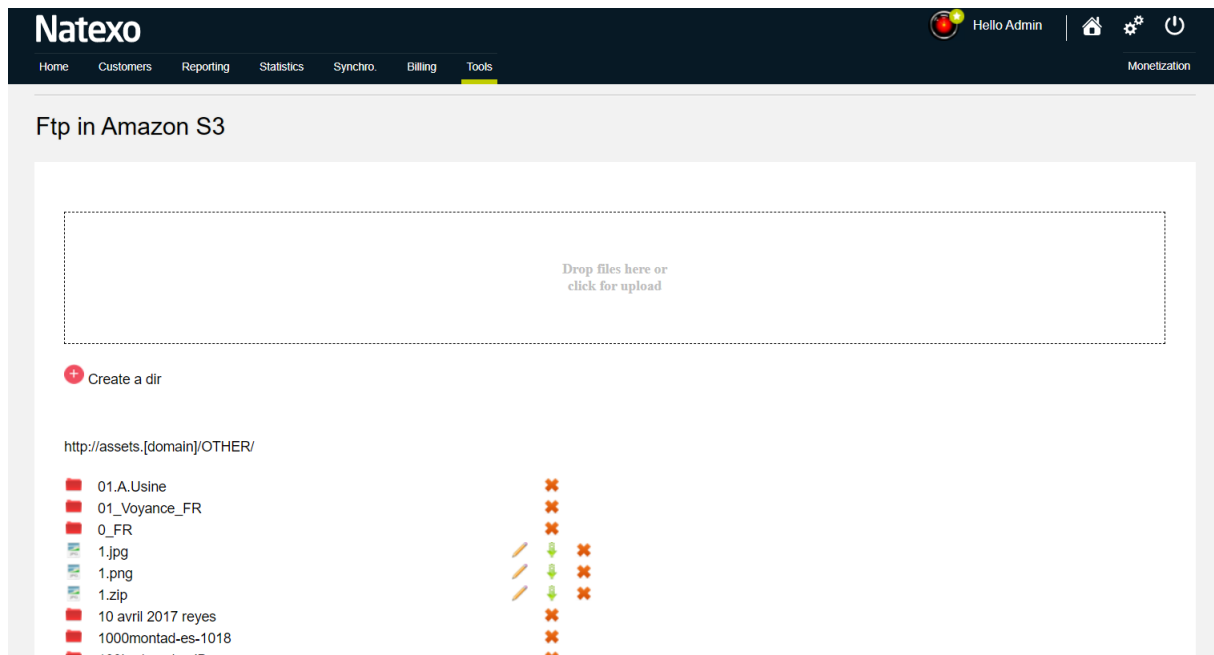 Natexo
Hello Admin
Home Customers Reporting Statistics Synchro. Billing Tools Monetization
Ftp in Amazon S3
Drop files here or
click for upload
Create a dir
http://assets.[domain]/OTHER/
01.A.Usine
01_Voyance_FR
0_FR
1.jpg
1.png
1.zip
10 avril 2017 reyes
1000montad-es-1018